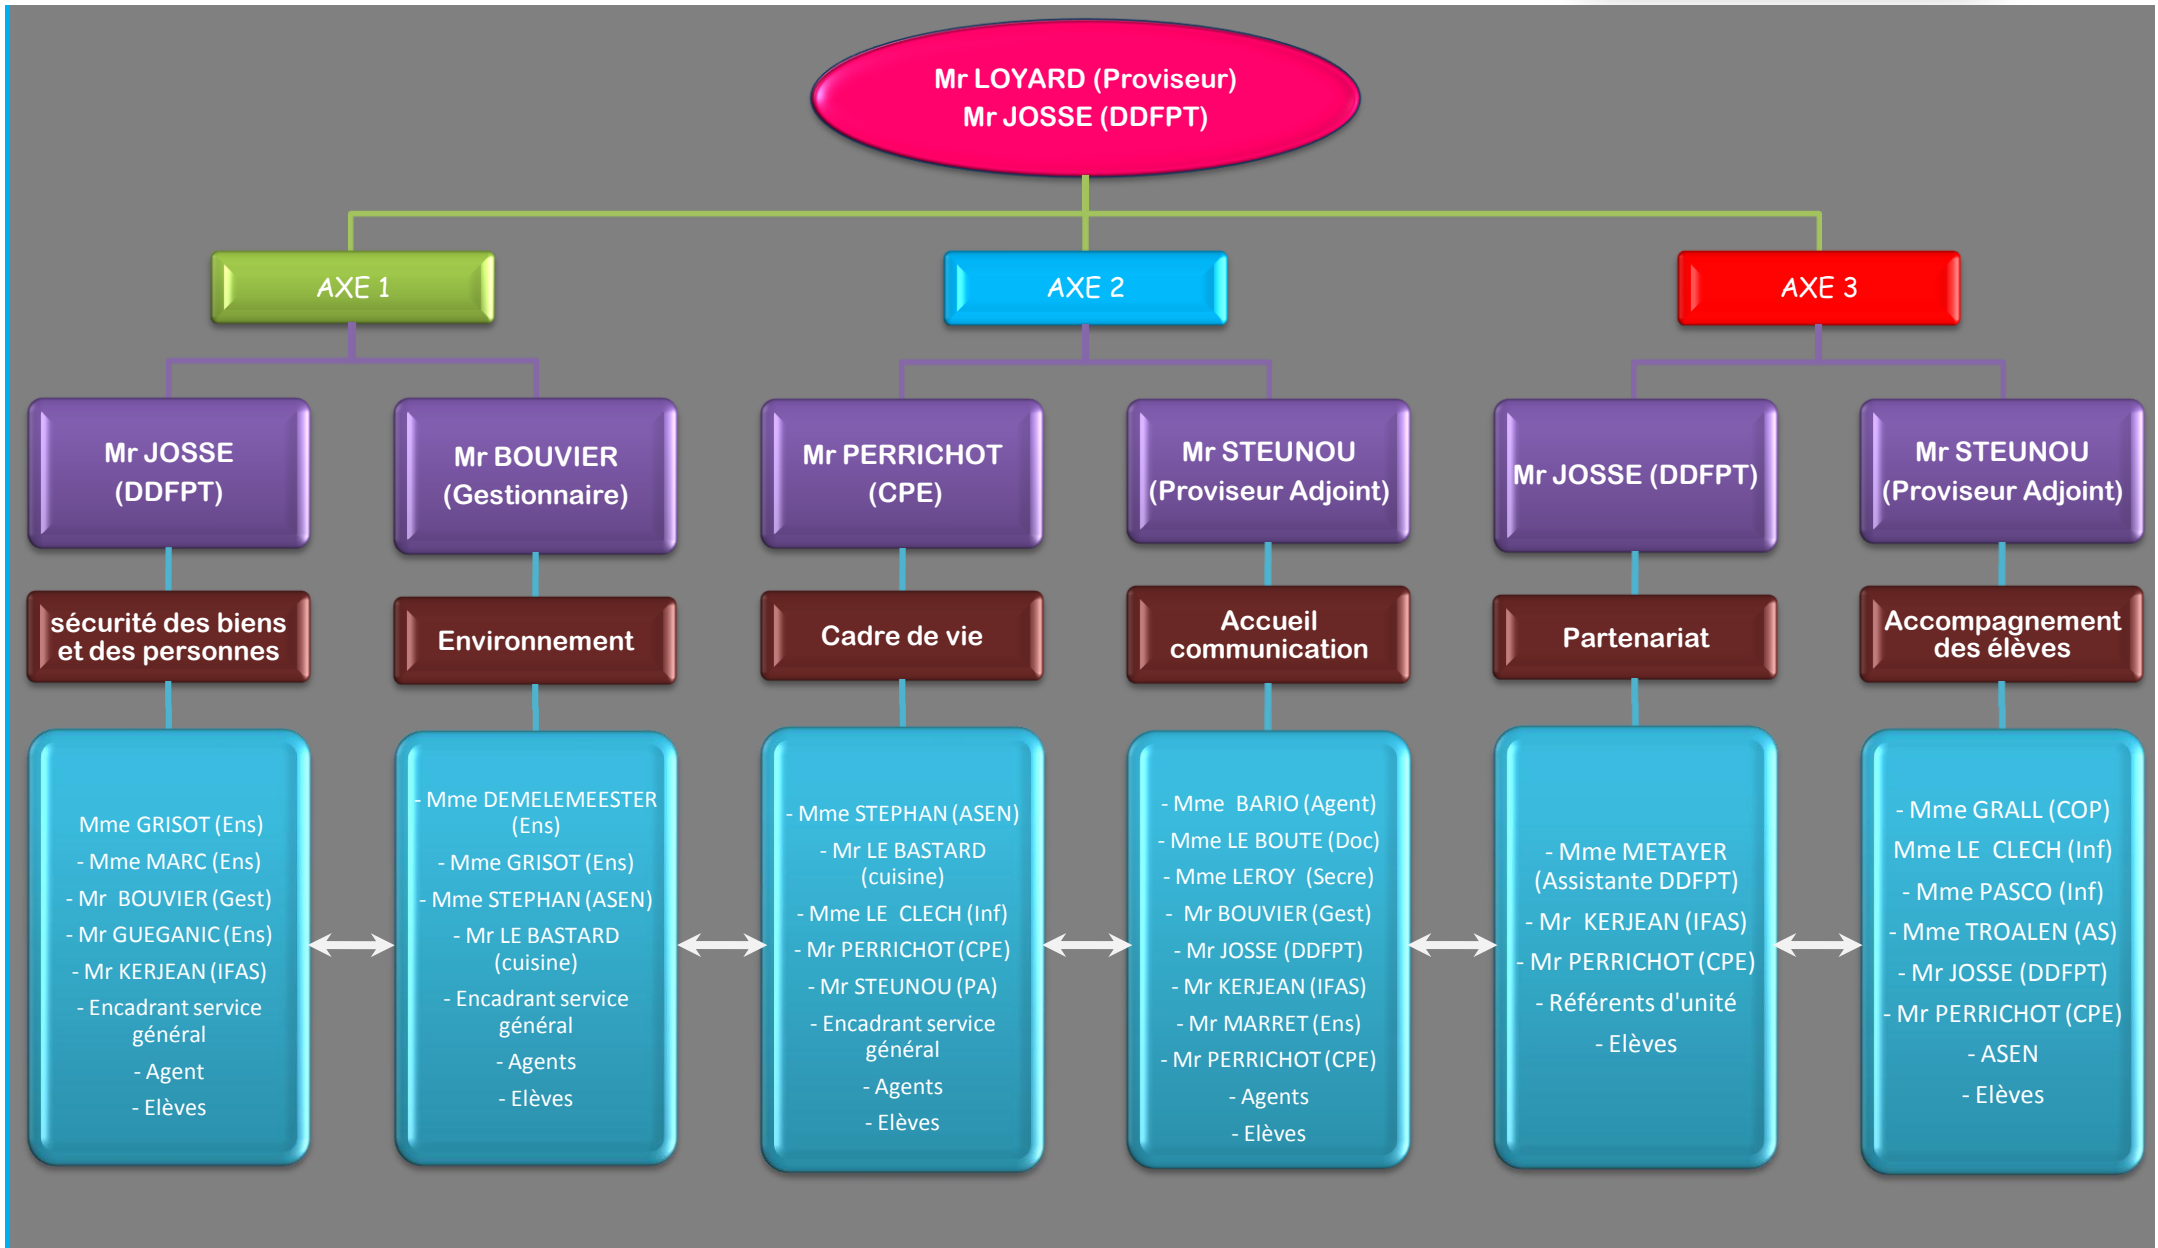 Mr LOYARD (Proviseur)
Mr JOSSE (DDFPT)
AXE 1
AXE 2
AXE 3
Mr JOSSE
(DDFPT)
Mr BOUVIER
(Gestionnaire)
Mr PERRICHOT
(CPE)
Mr STEUNOU
(Proviseur Adjoint)
Mr JOSSE (DDFPT)
Mr STEUNOU
(Proviseur Adjoint)
sécurité des biens
et des personnes
Environnement
Cadre de vie
Accueil
communication
Partenariat
Accompagnement
des élèves
Mme GRISOT (Ens)
- Mme MARC (Ens)
- Mr BOUVIER (Gest)
- Mr GUEGANIC (Ens)
- Mr KERJEAN (IFAS)
- Encadrant service
général
- Agent
- Elèves
- Mme DEMELEMEESTER
(Ens)
- Mme GRISOT (Ens)
- Mme STEPHAN (ASEN)
- Mr LE BASTARD
(cuisine)
- Encadrant service
général
- Agents
- Elèves
- Mme STEPHAN (ASEN)
- Mr LE BASTARD
(cuisine)
- Mme LE CLECH (Inf)
- Mr PERRICHOT (CPE)
- Mr STEUNOU (PA)
- Encadrant service
général
- Agents
- Elèves
- Mme BARIO (Agent)
- Mme LE BOUTE (Doc)
- Mme LEROY (Secre)
- Mr BOUVIER (Gest)
- Mr JOSSE (DDFPT)
- Mr KERJEAN (IFAS)
- Mr MARRET (Ens)
- Mr PERRICHOT (CPE)
- Agents
- Elèves
- Mme METAYER
(Assistante DDFPT)
- Mr KERJEAN (IFAS)
- Mr PERRICHOT (CPE)
- Référents d'unité
- Elèves
- Mme GRALL (COP)
Mme LE CLECH (Inf)
- Mme PASCO (Inf)
- Mme TROALEN (AS)
- Mr JOSSE (DDFPT)
- Mr PERRICHOT (CPE)
- ASEN
- Elèves